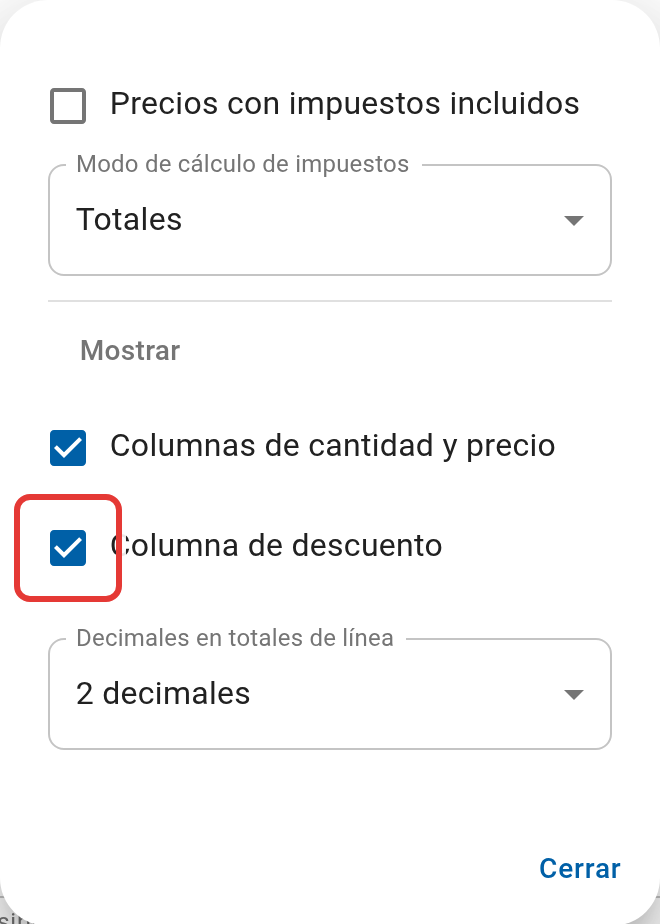 Precios con impuestos incluidos
Modo de cálculo de impuestos
Totales
Mostrar
Columnas de cantidad y precio
Columna de descuento
Decimales en totales de línea
2 decimales
Cerrar